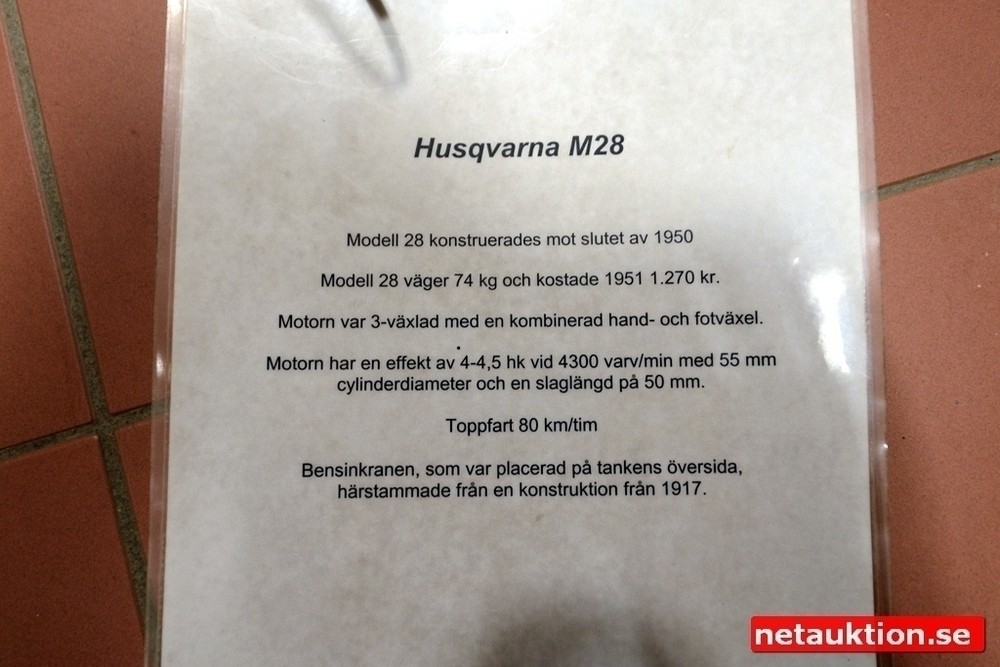 Husqvarna M28
Modell 28 konstruerades mot slutet av 1950
Modell 28 väger 74 kg och kostade 1951 1.270 kr.
Motorn var 3-växlad med en kombinerad hand- och fotväxel.
Motorn har en effekt av 4-4,5 hk vid 4300 varv/min med 55 mm
cylinderdiameter och en slaglängd på 50 mm.
Toppfart 80 km/tim
Bensinkranen, som var placerad på tankens översida,
härstammade från en konstruktion från 1917.
netauktion.se